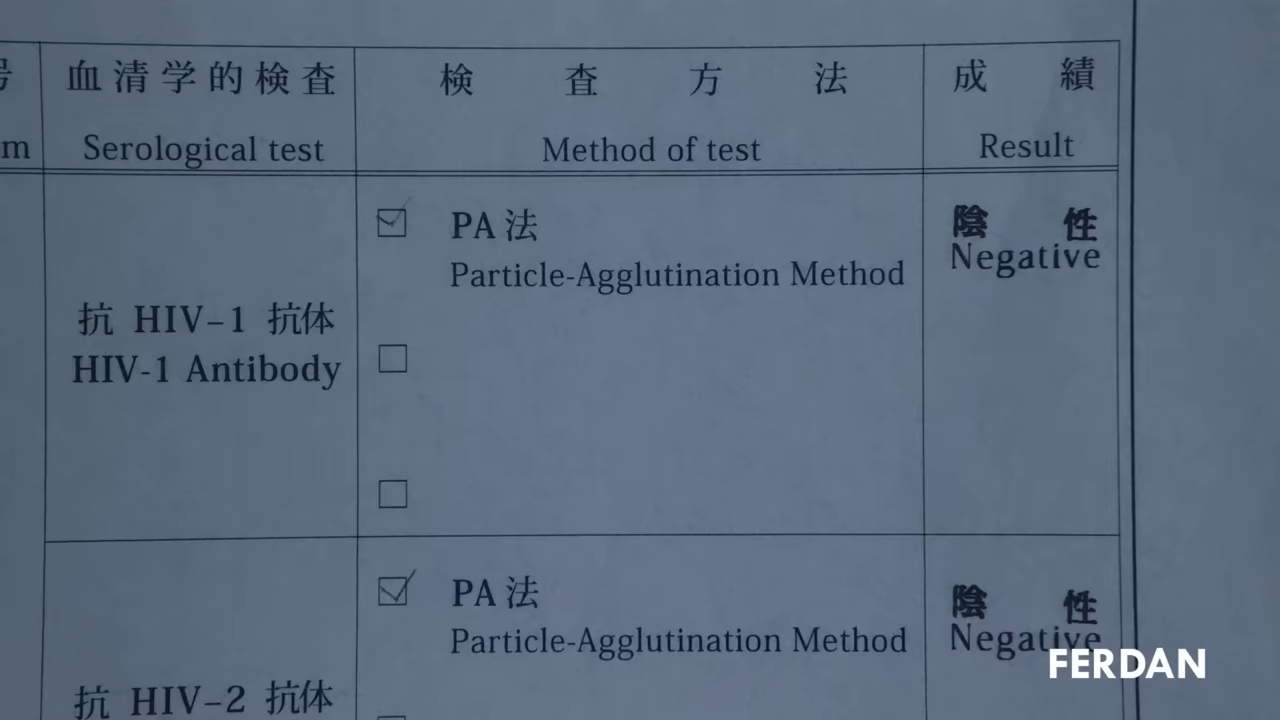 号 血清学的検査 検査方法 成績
m Serological test Method of test Result
PA法 陰性
Particle-Agglutination Method Negative
抗 HIV-1 抗体
HIV-1 Antibody
PA法 陰性
Particle-Agglutination Method Negative
FERDAN
抗 HIV-2 抗体